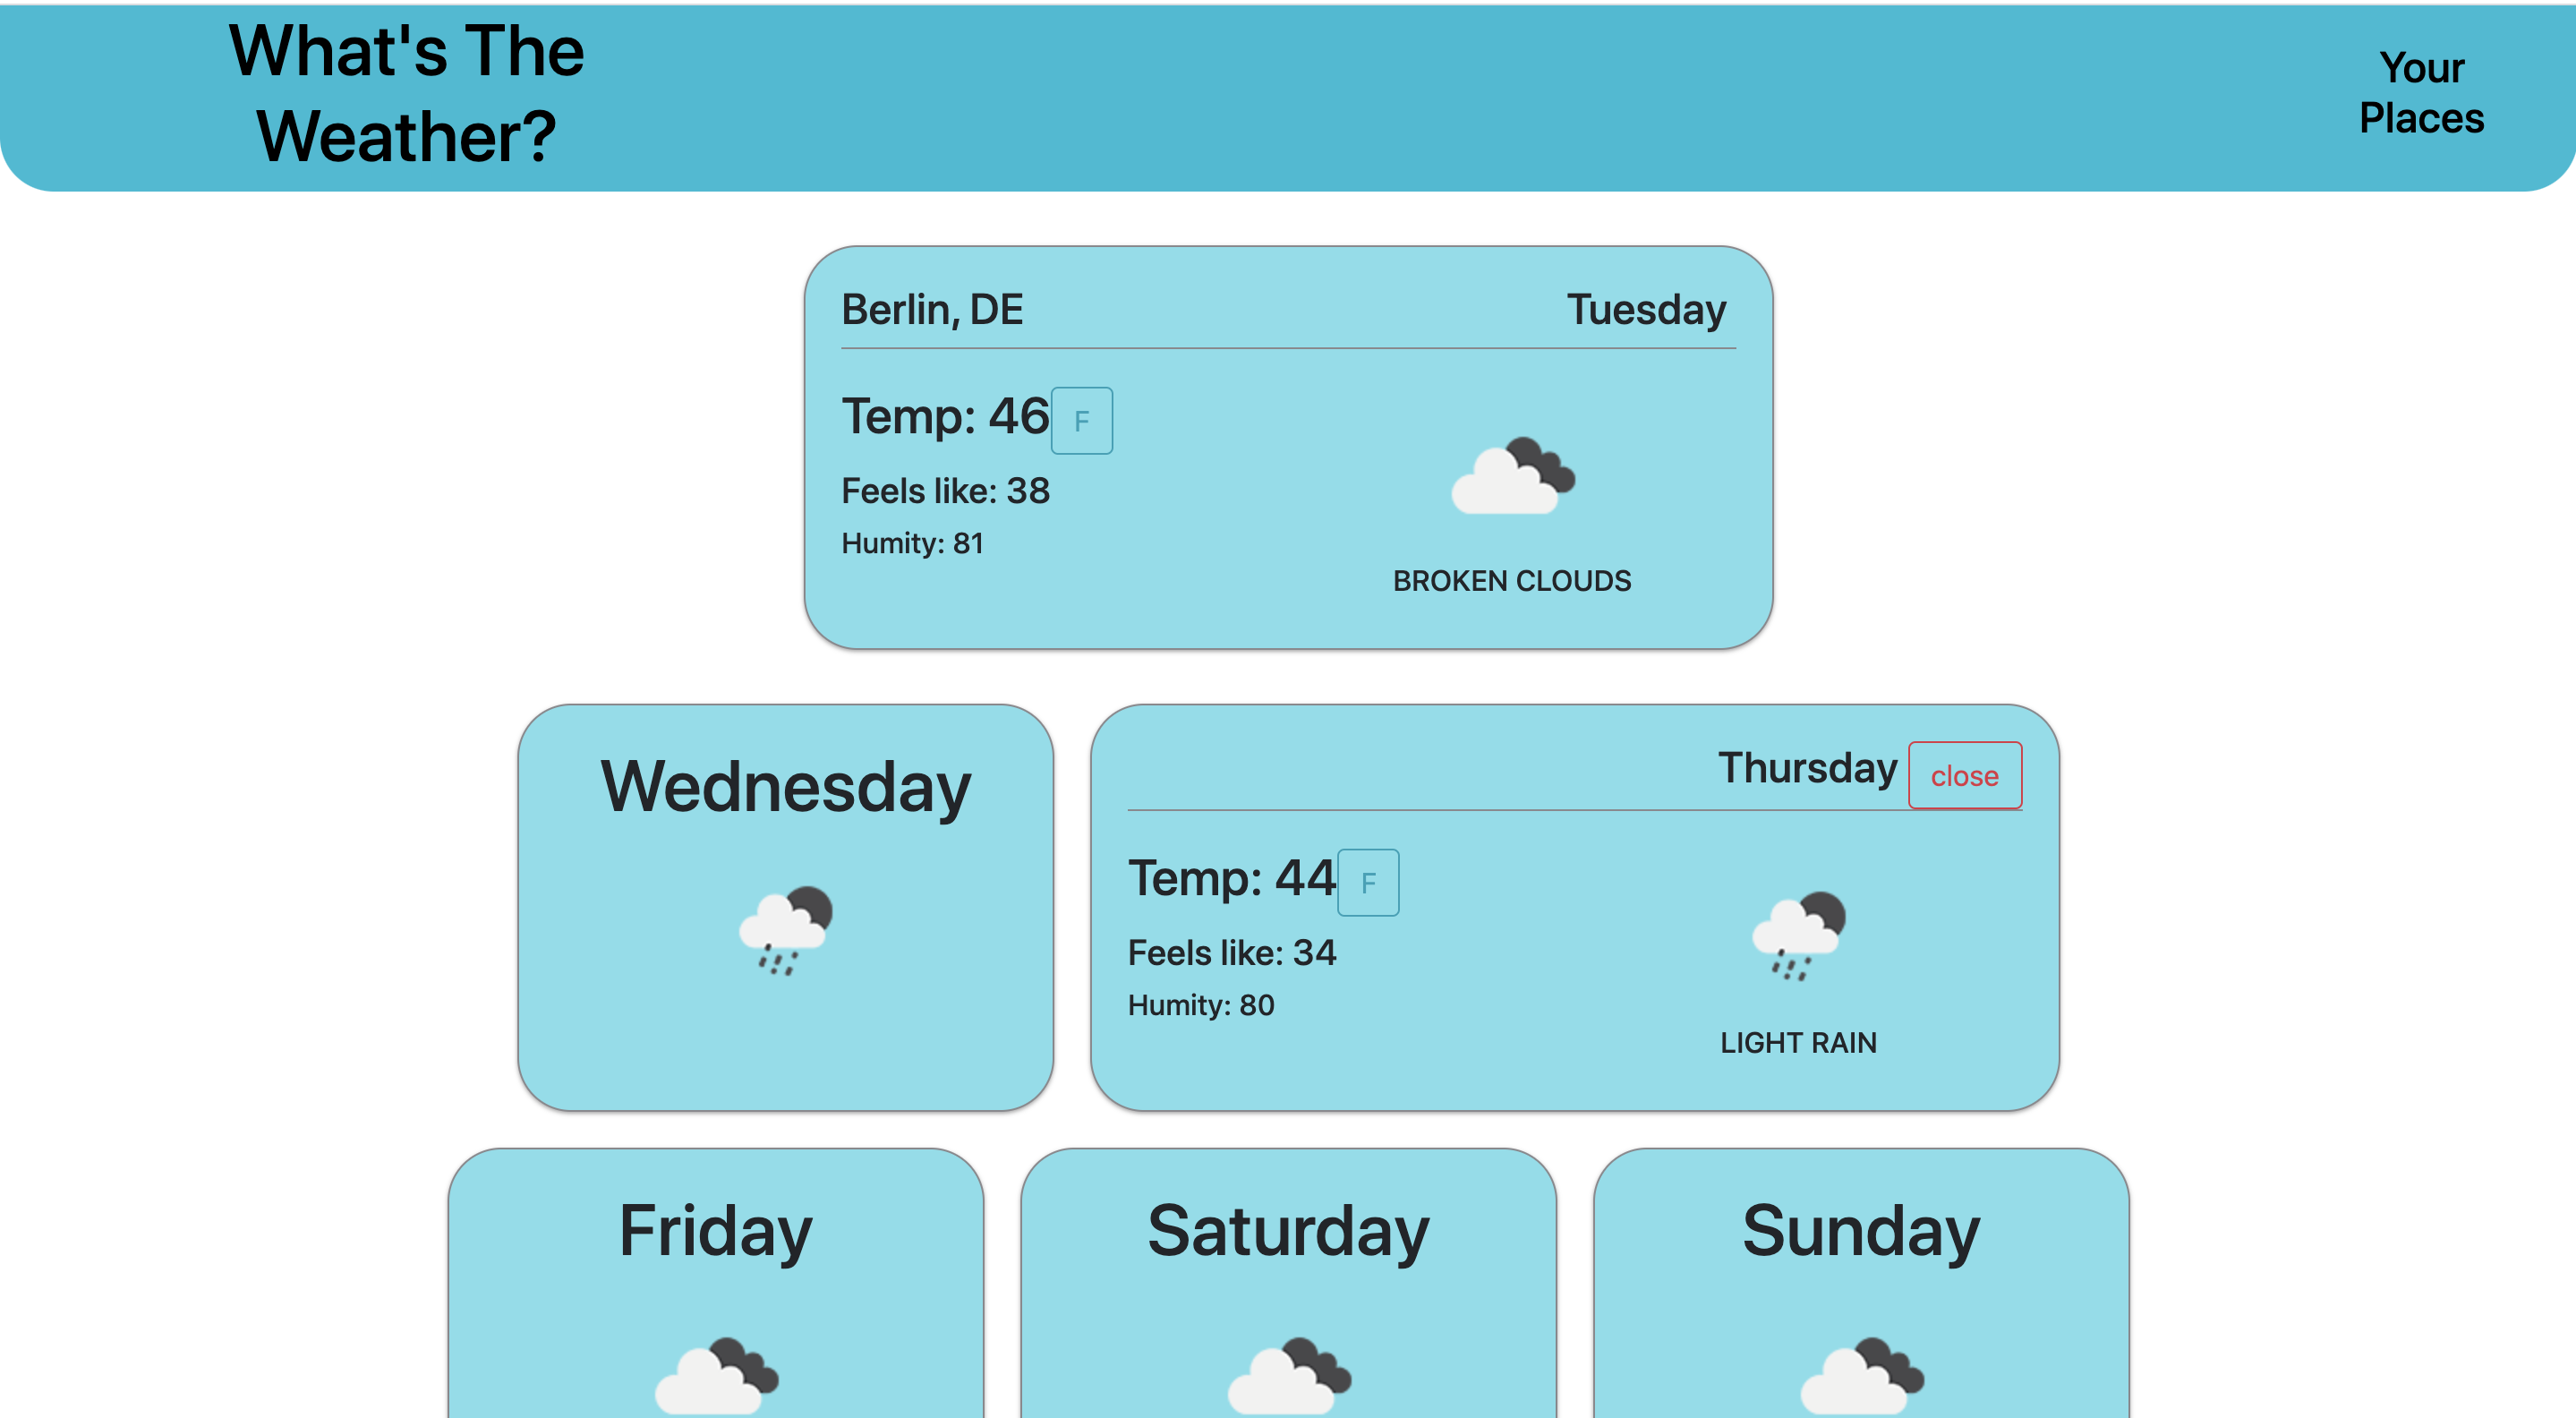 What's The
Weather?
Your
Places
Berlin, DE
Tuesday
Temp: 46 F
Feels like: 38
Humity: 81
BROKEN CLOUDS
Wednesday
Thursday close
Temp: 44 F
Feels like: 34
Humity: 80
LIGHT RAIN
Friday
Saturday
Sunday